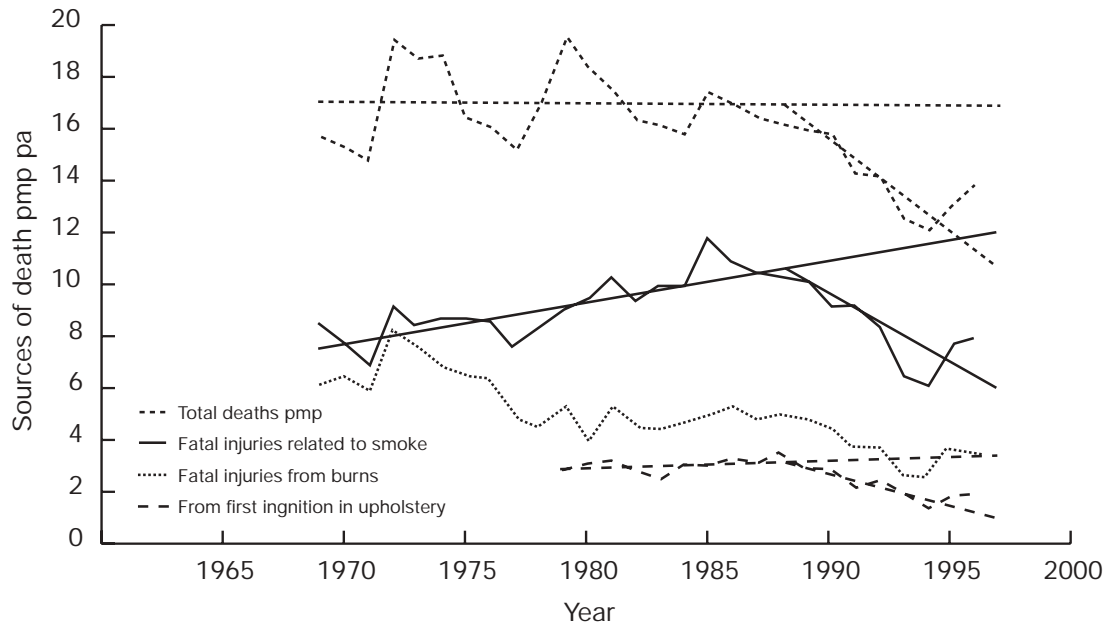 Sources of death pmp pa
20
18
16
14
12
10
8
6
4
2
0
Total deaths pmp
Fatal injuries related to smoke
Fatal injuries from burns
From first ingnition in upholstery
1965 1970 1975 1980 1985 1990 1995 2000
Year